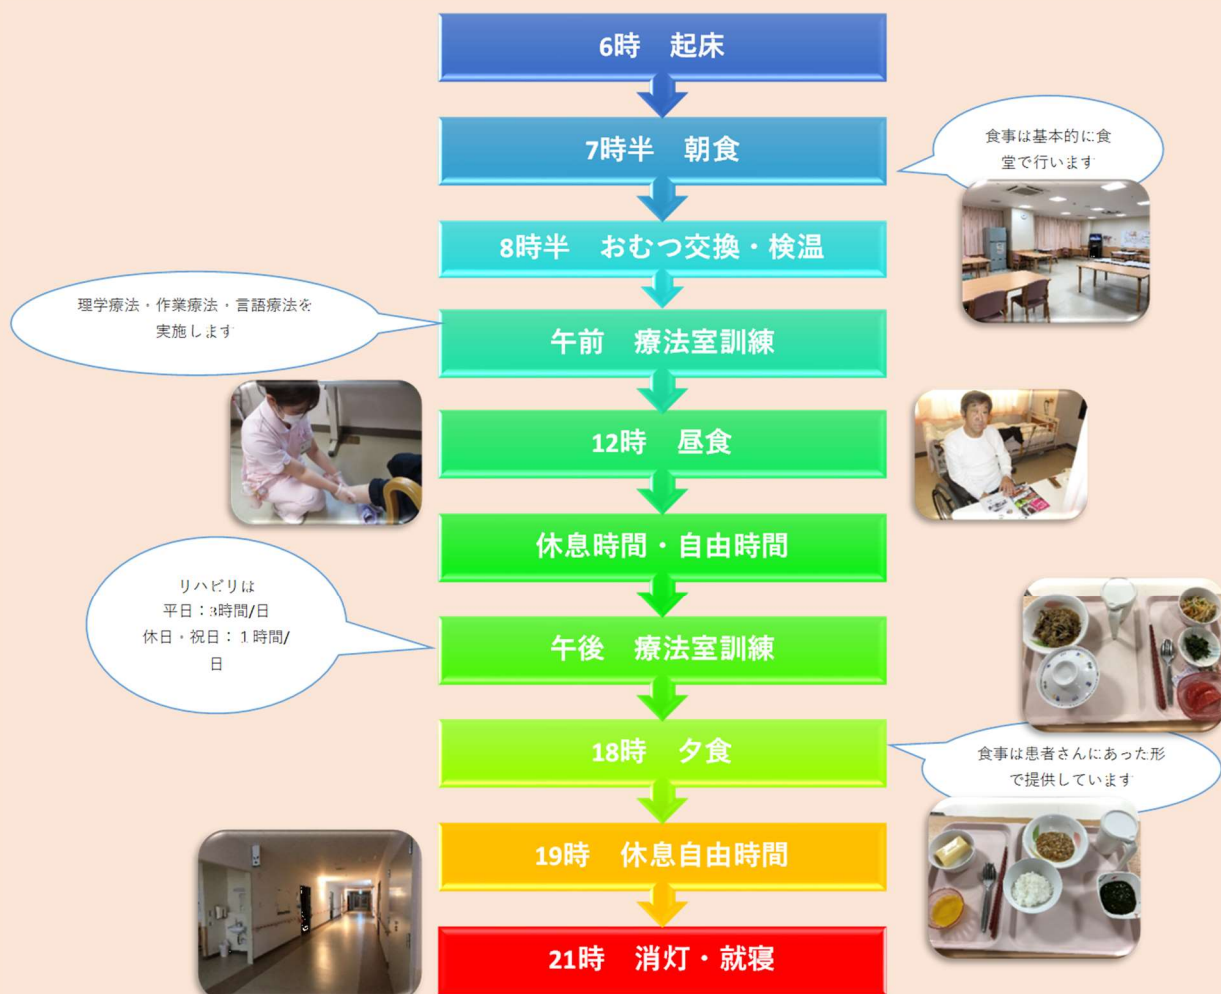 6時 起床
7時半 朝食
食事は基本的に食
堂で行います
8時半 おむつ交換・検温
理学療法・作業療法・言語療法を
実施します
午前 療法室訓練
12時 昼食
休息時間・自由時間
リハビリは
平日：3時間/日
休日・祝日：１時間/
日
午後 療法室訓練
18時 夕食
食事は患者さんにあった形
で提供しています
19時 休息自由時間
21時 消灯・就寝